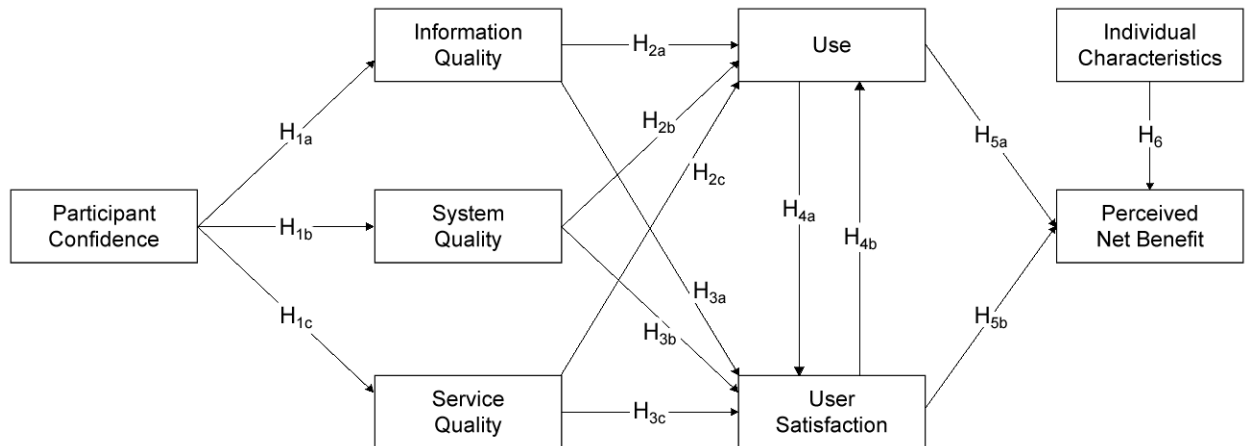 Information
Quality
H2a
Use
Individual
Characteristics
H1a
H2b
H2c
H5a
H6
Participant
Confidence
H1b
System
Quality
H4a
H4b
Perceived
Net Benefit
H1c
H3a
H3b
H5b
Service
Quality
H3c
User
Satisfaction